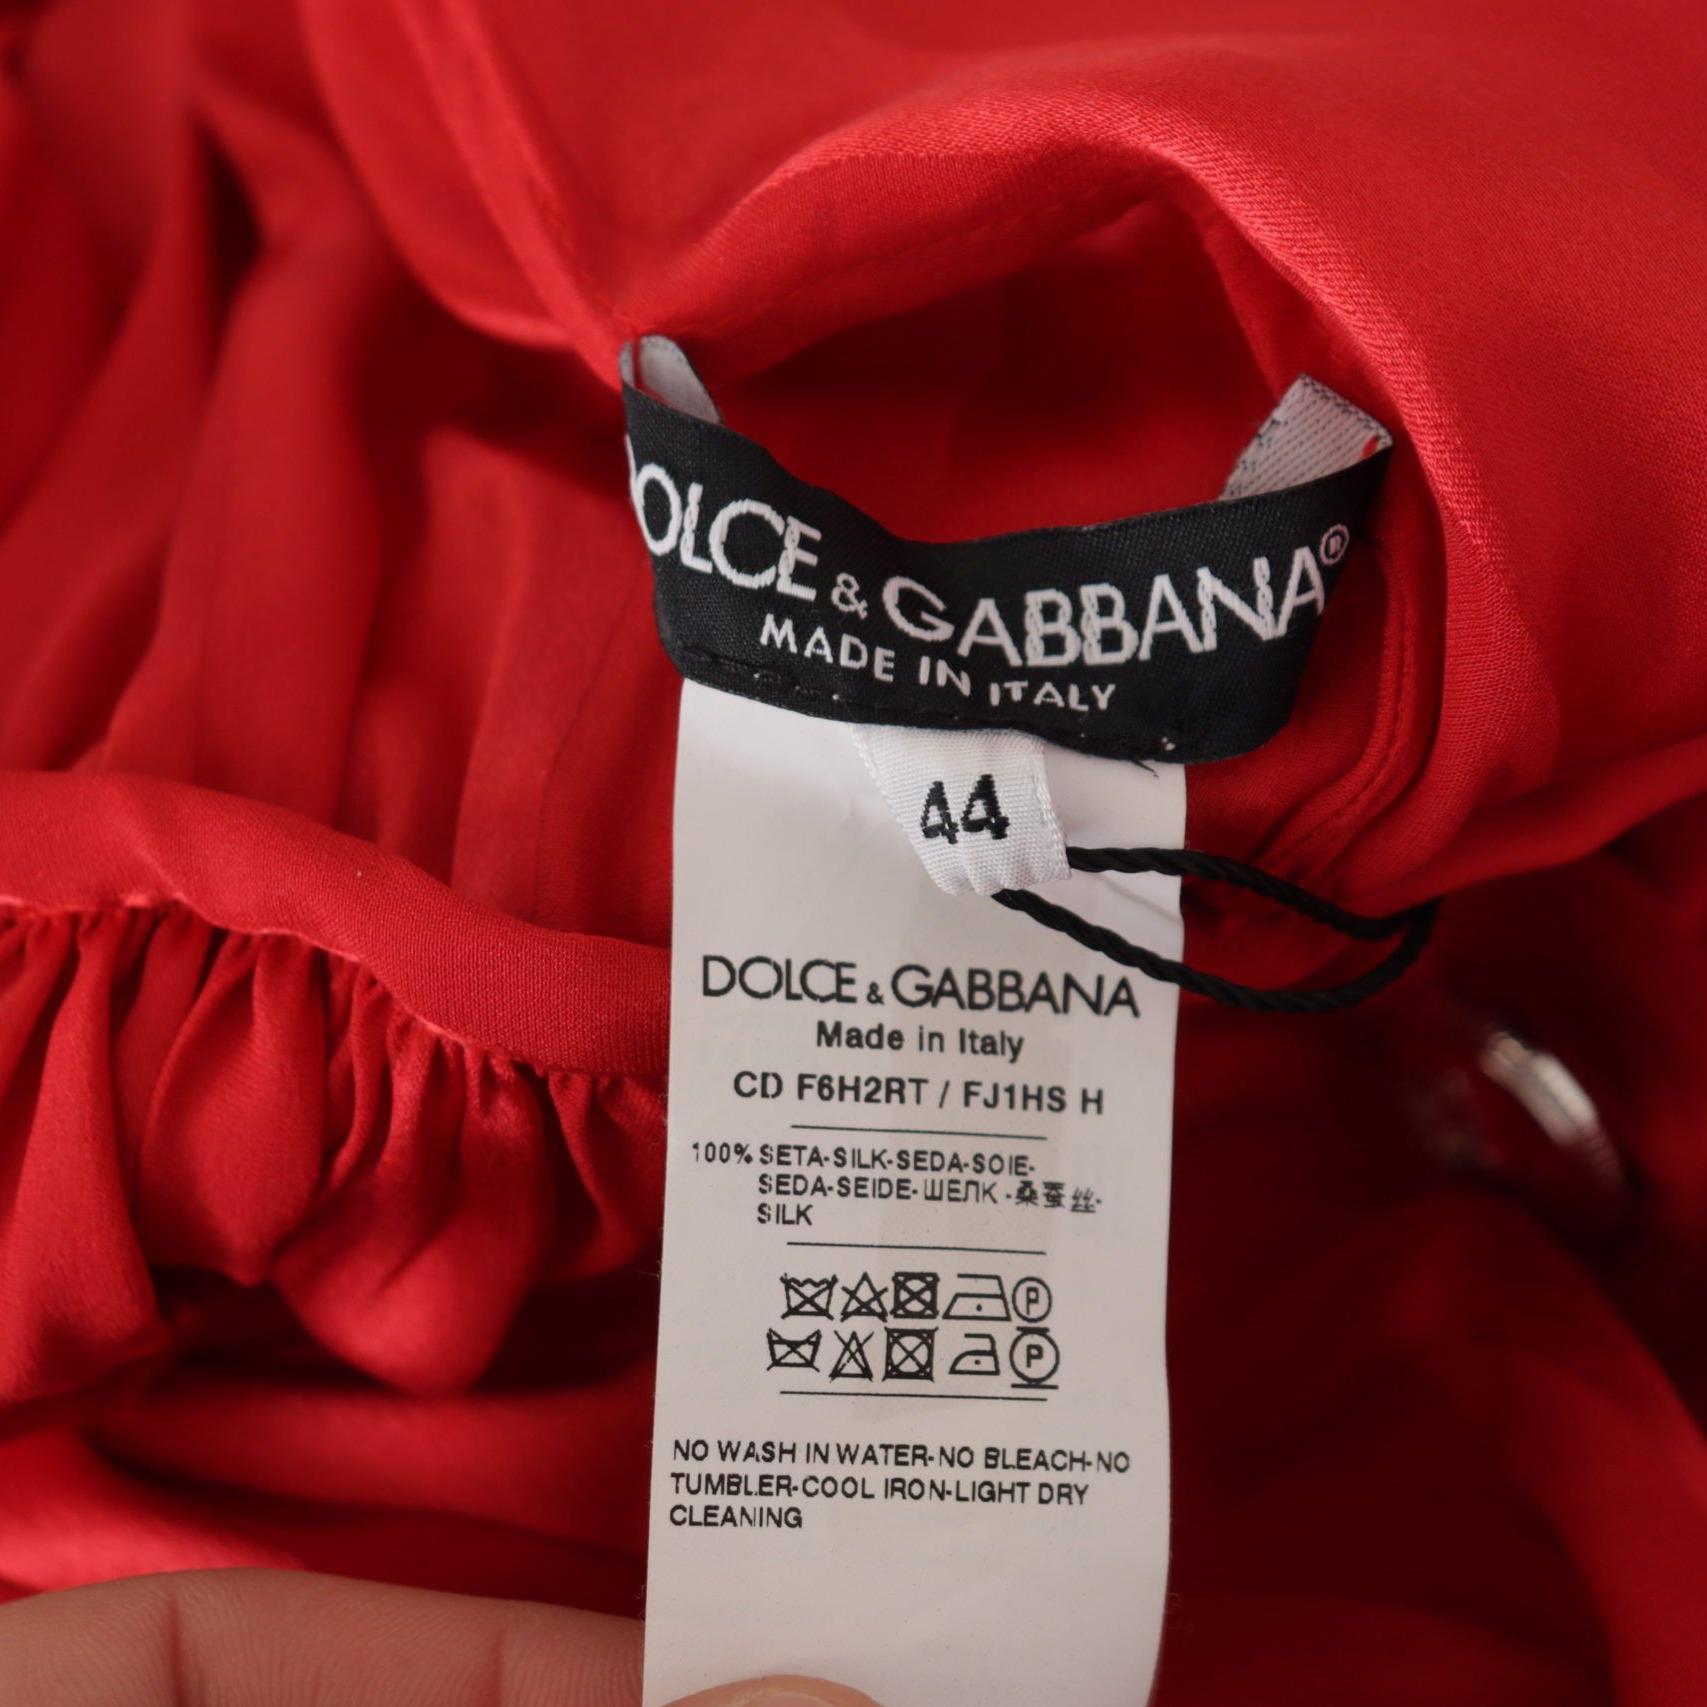 DOLCE & GABBANA®
MADE IN ITALY
44
DOLCE & GABBANA
Made in Italy
CD F6H2RT / FJ1HS H
100% SETA-SILK-SEDA-SOIE-
SEDA-SEIDE-ШЕЛК-桑蚕丝-
SILK
P
P
NO WASH IN WATER-NO BLEACH-NO
TUMBLER-COOL IRON-LIGHT DRY
CLEANING